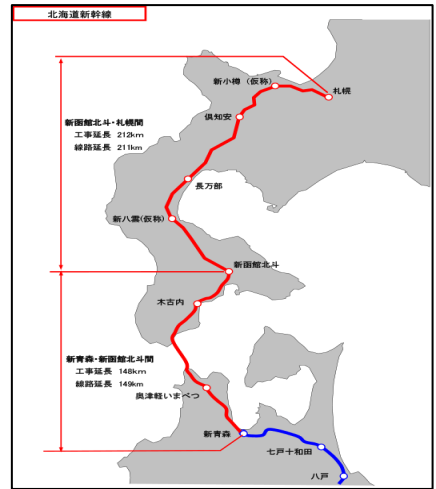 北海道新幹線
新小樽（仮称）
札幌
倶知安
新函館北斗・札幌間
工事延長 212km
線路延長 211km
長万部
新八雲(仮称)
新函館北斗
木古内
新青森・新函館北斗間
工事延長 148km
線路延長 149km
奥津軽いまべつ
新青森
七戸十和田
八戸